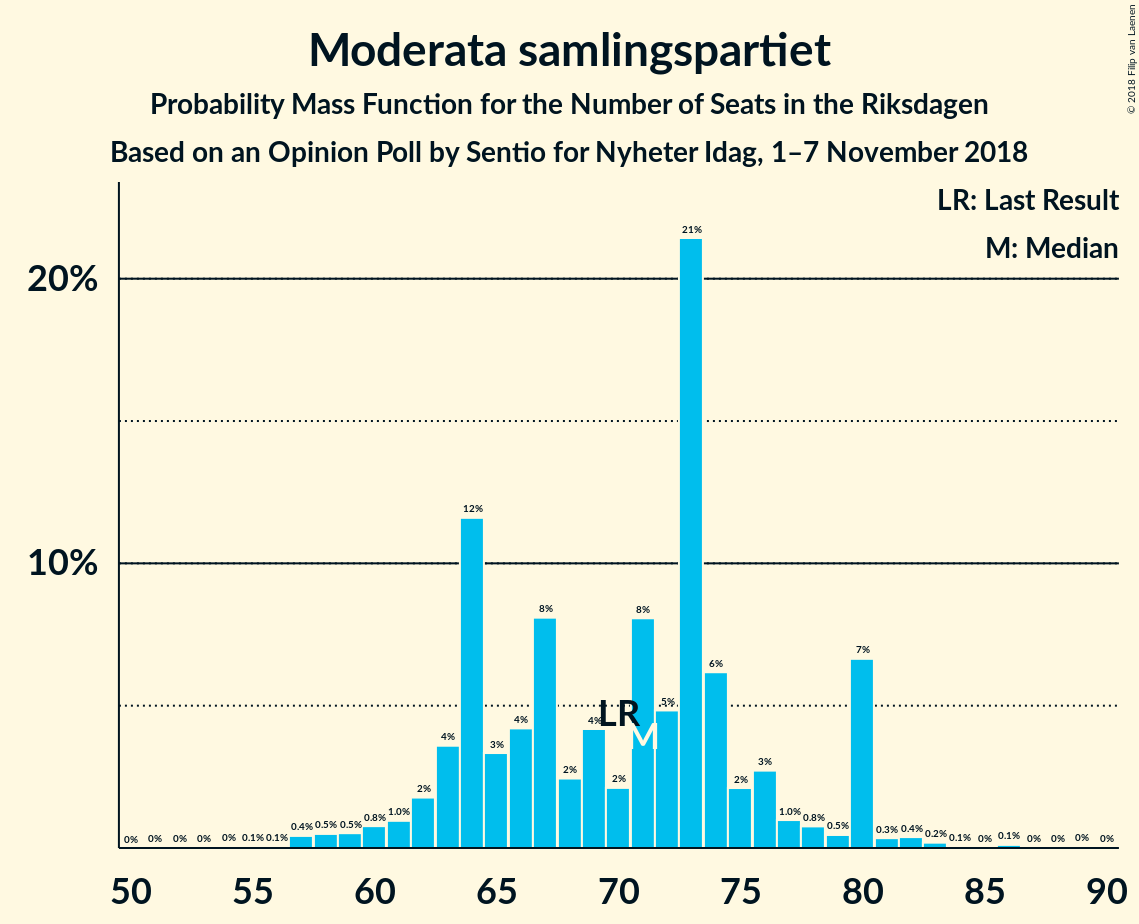 Moderata samlingspartiet
Probability Mass Function for the Number of Seats in the Riksdagen
Based on an Opinion Poll by Sentio for Nyheter Idag, 1–7 November 2018
© 2018 Filip van Laenen
LR: Last Result
M: Median
20%
10%
0% 0% 0% 0% 0% 0.1% 0.1% 0.4% 0.5% 0.5% 0.8% 1.0% 2% 4% 12% 3% 4% 8% 2% 4% 2% 8% 5% 21% 6% 2% 3% 1.0% 0.8% 0.5% 7% 0.3% 0.4% 0.2% 0.1% 0% 0.1% 0% 0% 0% 0%
LR
M
50 55 60 65 70 75 80 85 90